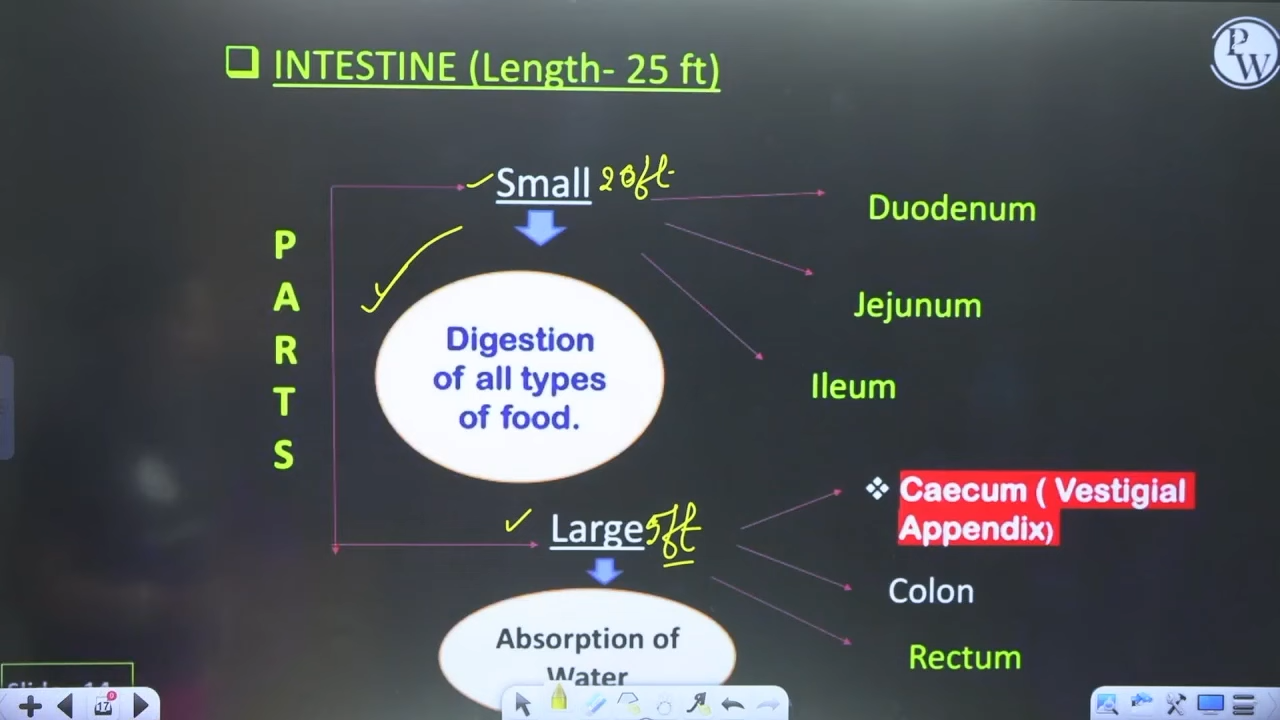 INTESTINE (Length- 25 ft)
P
W
Small 20ft.
Duodenum
P
A
R
T
S
Jejunum
Digestion
of all types
of food.
Ileum
Caecum ( Vestigial
Appendix)
Large 5ft
Colon
Absorption of
Water
Rectum
17